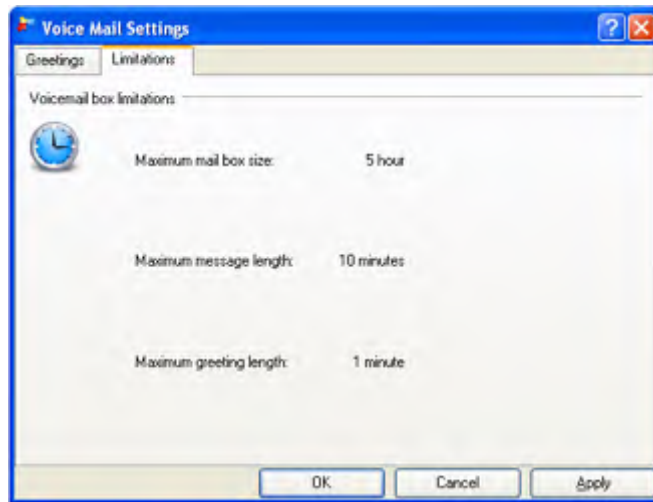 Voice Mail Settings
Greetings Limitations
Voicemail box limitations
Maximum mail box size: 5 hour
Maximum message length: 10 minutes
Maximum greeting length: 1 minute
OK Cancel Apply